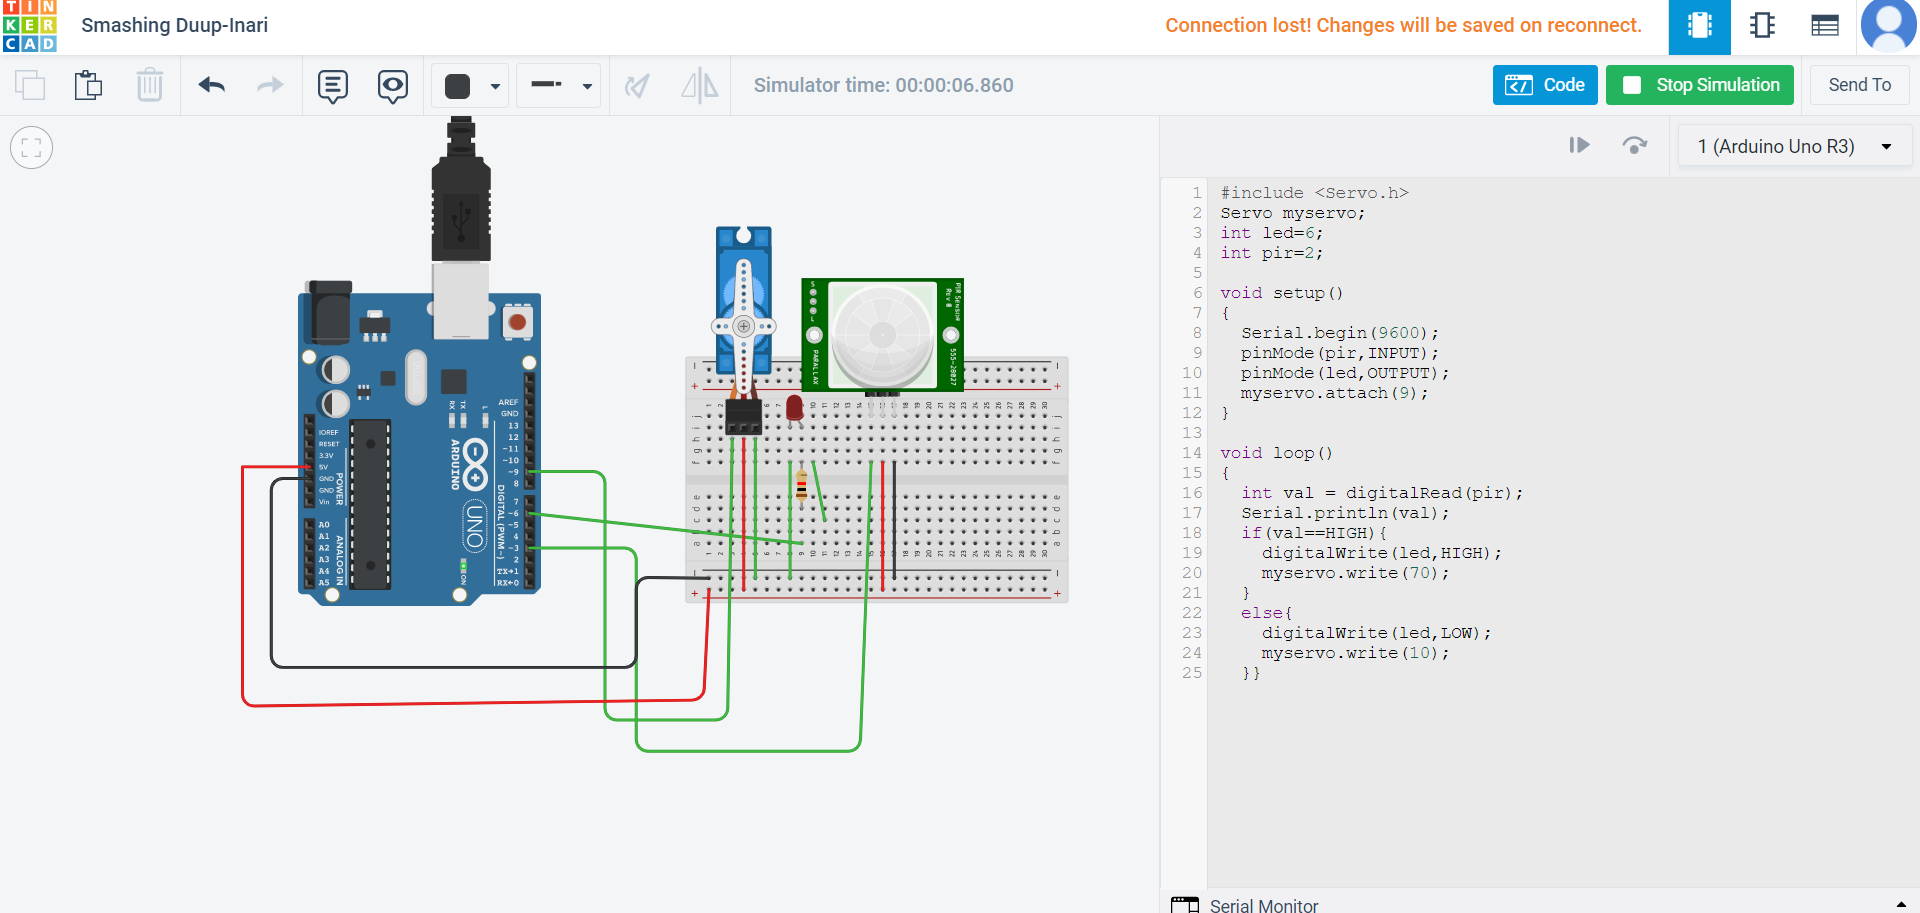 TIN
KER
CAD
Smashing Duup-Inari
Connection lost! Changes will be saved on reconnect.
Simulator time: 00:00:06.860
Code
Stop Simulation
Send To
1 (Arduino Uno R3)
1 #include <Servo.h>
2 Servo myservo;
3 int led=6;
4 int pir=2;
5
6 void setup()
7 {
8 Serial.begin(9600);
9 pinMode(pir,INPUT);
10 pinMode(led,OUTPUT);
11 myservo.attach(9);
12 }
13
14 void loop()
15 {
16 int val = digitalRead(pir);
17 Serial.println(val);
18 if(val==HIGH){
19 digitalWrite(led,HIGH);
20 myservo.write(70);
21 }
22 else{
23 digitalWrite(led,LOW);
24 myservo.write(10);
25 }}
Serial Monitor
IOREF
RESET
3.3V
5V
GND
GND
Vin
POWER
A0
A1
A2
A3
A4
A5
ANALOG IN
RX
TX
L
ARDUINO
UNO
ON
AREF
GND
13
12
~11
~10
~9
8
7
~6
~5
4
~3
2
TX→1
RX←0
DIGITAL (PWM~)
PIR SENSOR
Rev B
555-28027
PARALLAX
S
L